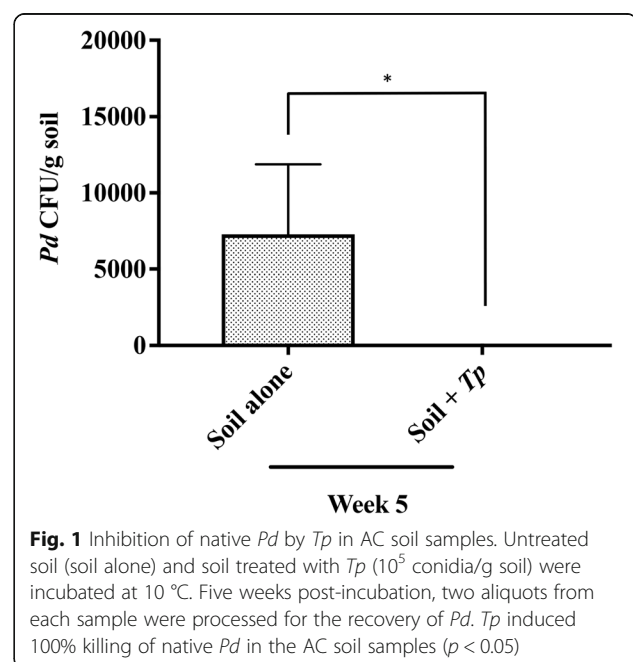 20000
*
15000
10000
5000
0
Pd CFU/g soil
Soil alone
Soil + Tp
Week 5
Fig. 1 Inhibition of native Pd by Tp in AC soil samples. Untreated
soil (soil alone) and soil treated with Tp (10⁵ conidia/g soil) were
incubated at 10 °C. Five weeks post-incubation, two aliquots from
each sample were processed for the recovery of Pd. Tp induced
100% killing of native Pd in the AC soil samples (p < 0.05)